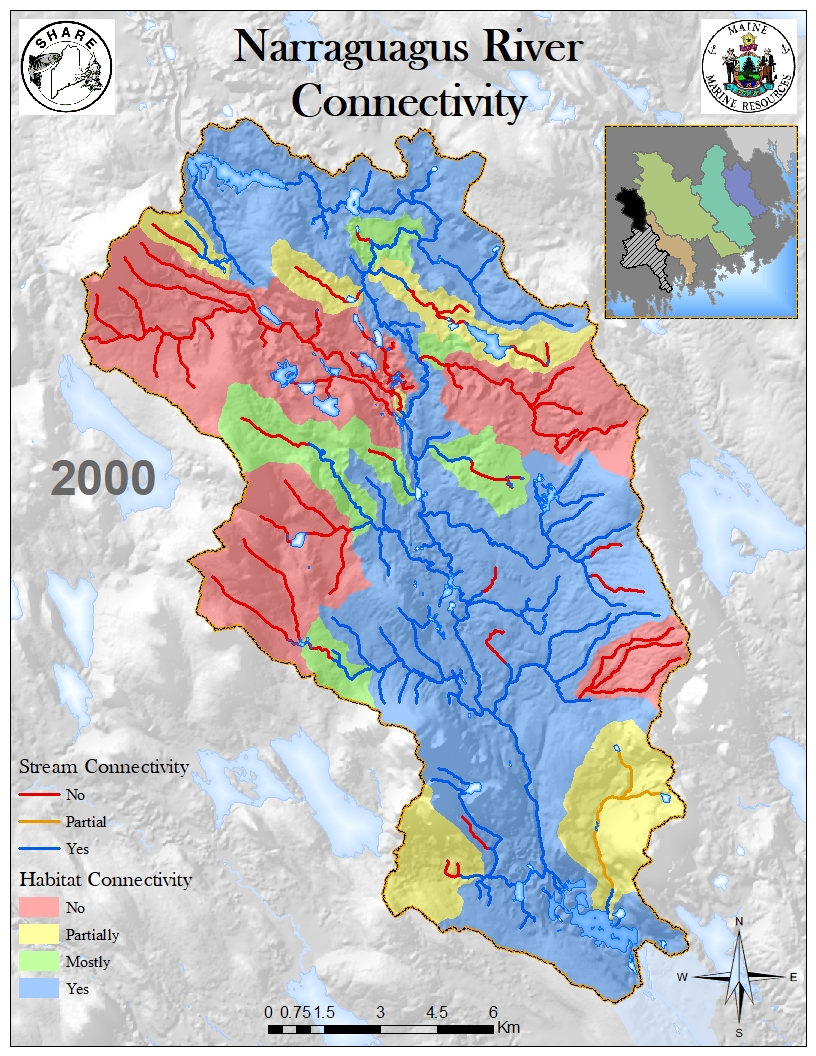 SHARE
Narraguagus River
Connectivity
MAINE
MARINE RESOURCES
2000
Stream Connectivity
No
Partial
Yes
Habitat Connectivity
No
Partially
Mostly
Yes
0 0.75 1.5 3 4.5 6
Km
N
W E
S